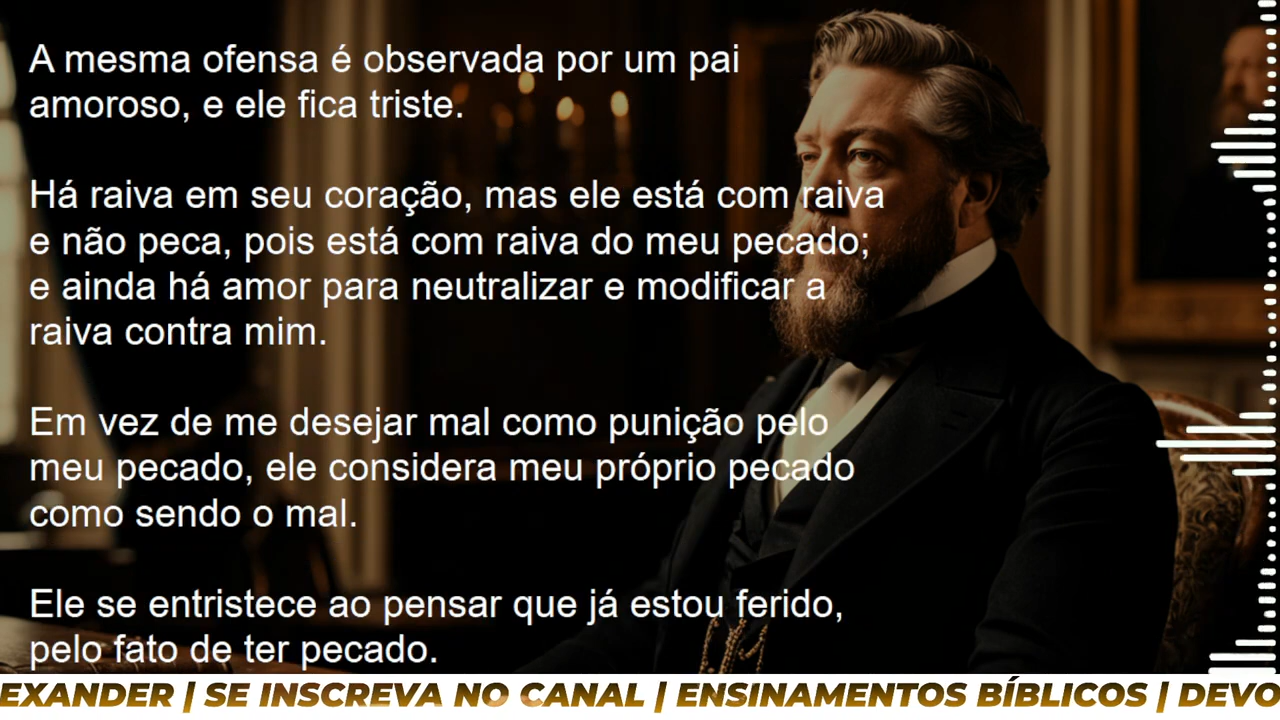 A mesma ofensa é observada por um pai
amoroso, e ele fica triste.
Há raiva em seu coração, mas ele está com raiva
e não peca, pois está com raiva do meu pecado;
e ainda há amor para neutralizar e modificar a
raiva contra mim.
Em vez de me desejar mal como punição pelo
meu pecado, ele considera meu próprio pecado
como sendo o mal.
Ele se entristece ao pensar que já estou ferido,
pelo fato de ter pecado.
EXANDER | SE INSCREVA NO CANAL | ENSINAMENTOS BÍBLICOS | DEVO